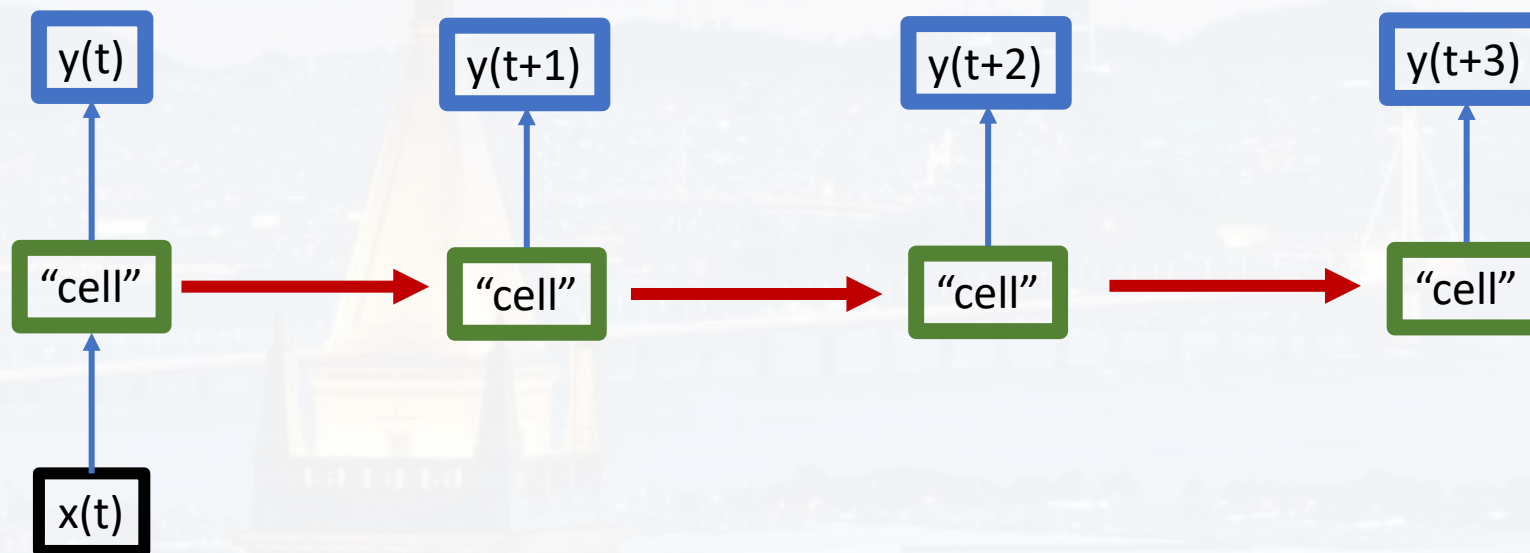 y(t)
y(t+1)
y(t+2)
y(t+3)
“cell”
“cell”
“cell”
“cell”
x(t)